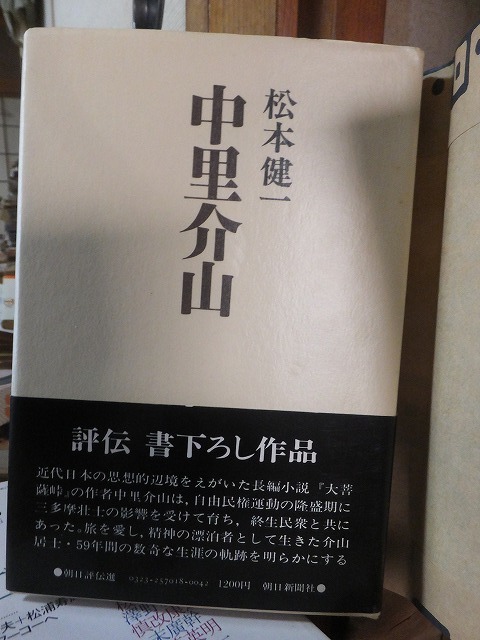 松本健一
中里介山
評伝 書下ろし作品
近代日本の思想的辺境をえがいた長編小説『大菩
薩峠』の作者中里介山は,自由民権運動の隆盛期に
三多摩壮士の影響を受けて育ち,終生民衆と共に
あった。旅を愛し,精神の漂泊者として生きた介山
居士・59年間の数奇な生涯の軌跡を明らかにする
●朝日評伝選 0323-257018-0042 1200円 朝日新聞社●